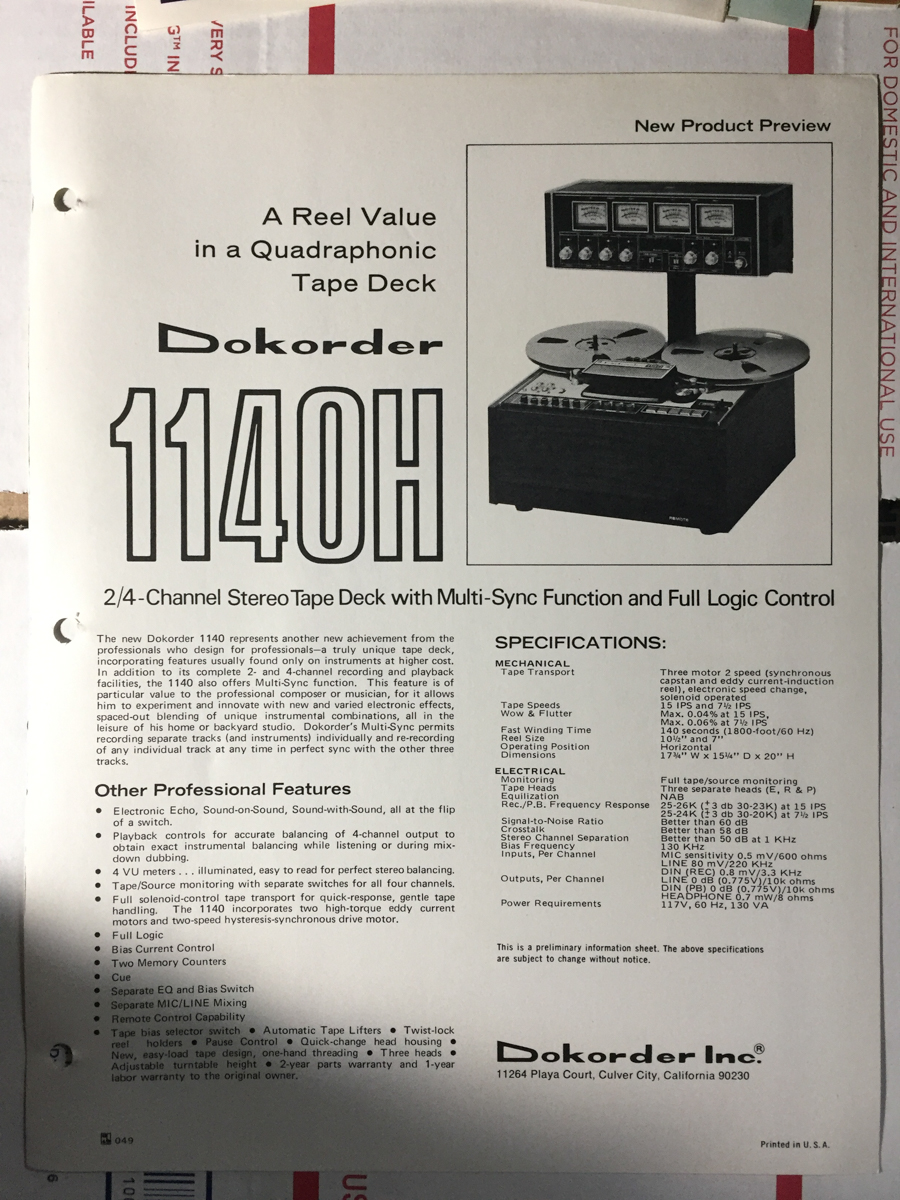 ILABLE
INCLUDI
G™ IN
VERY S
FOR DOMESTIC AND INTERNATIONAL USE
New Product Preview
A Reel Value
in a Quadraphonic
Tape Deck
Dokorder
1140H
2/4-Channel Stereo Tape Deck with Multi-Sync Function and Full Logic Control
The new Dokorder 1140 represents another new achievement from the
professionals who design for professionals—a truly unique tape deck,
incorporating features usually found only on instruments at higher cost.
In addition to its complete 2- and 4-channel recording and playback
facilities, the 1140 also offers Multi-Sync function. This feature is of
particular value to the professional composer or musician, for it allows
him to experiment and innovate with new and varied electronic effects,
spaced-out blending of unique instrumental combinations, all in the
leisure of his home or backyard studio. Dokorder's Multi-Sync permits
recording separate tracks (and instruments) individually and re-recording
of any individual track at any time in perfect sync with the other three
tracks.
Other Professional Features
• Electronic Echo, Sound-on-Sound, Sound-with-Sound, all at the flip
of a switch.
• Playback controls for accurate balancing of 4-channel output to
obtain exact instrumental balancing while listening or during mix-
down dubbing.
• 4 VU meters . . . illuminated, easy to read for perfect stereo balancing.
• Tape/Source monitoring with separate switches for all four channels.
• Full solenoid-control tape transport for quick-response, gentle tape
handling. The 1140 incorporates two high-torque eddy current
motors and two-speed hysteresis-synchronous drive motor.
• Full Logic
• Bias Current Control
• Two Memory Counters
• Cue
• Separate EQ and Bias Switch
• Separate MIC/LINE Mixing
• Remote Control Capability
• Tape bias selector switch • Automatic Tape Lifters • Twist-lock
reel holders • Pause Control • Quick-change head housing •
New, easy-load tape design, one-hand threading • Three heads •
Adjustable turntable height • 2-year parts warranty and 1-year
labor warranty to the original owner.
SPECIFICATIONS:
MECHANICAL
Tape Transport Three motor 2 speed (synchronous
capstan and eddy current-induction
reel), electronic speed change,
solenoid operated
Tape Speeds 15 IPS and 7½ IPS
Wow & Flutter Max. 0.04% at 15 IPS,
Max. 0.06% at 7½ IPS
Fast Winding Time 140 seconds (1800-foot/60 Hz)
Reel Size 10½" and 7"
Operating Position Horizontal
Dimensions 17¾" W x 15¼" D x 20" H
ELECTRICAL
Monitoring Full tape/source monitoring
Tape Heads Three separate heads (E, R & P)
Equilization NAB
Rec./P.B. Frequency Response 25-26K (±3 db 30-23K) at 15 IPS
25-24K (±3 db 30-20K) at 7½ IPS
Signal-to-Noise Ratio Better than 60 dB
Crosstalk Better than 58 dB
Stereo Channel Separation Better than 50 dB at 1 KHz
Bias Frequency 130 KHz
Inputs, Per Channel MIC sensitivity 0.5 mV/600 ohms
LINE 80 mV/220 KHz
DIN (REC) 0.8 mV/3.3 KHz
Outputs, Per Channel LINE 0 dB (0.775V)/10k ohms
DIN (PB) 0 dB (0.775V)/10k ohms
HEADPHONE 0.7 mW/8 ohms
Power Requirements 117V, 60 Hz, 130 VA
This is a preliminary information sheet. The above specifications
are subject to change without notice.
Dokorder Inc.®
11264 Playa Court, Culver City, California 90230
049
Printed in U.S.A.
US